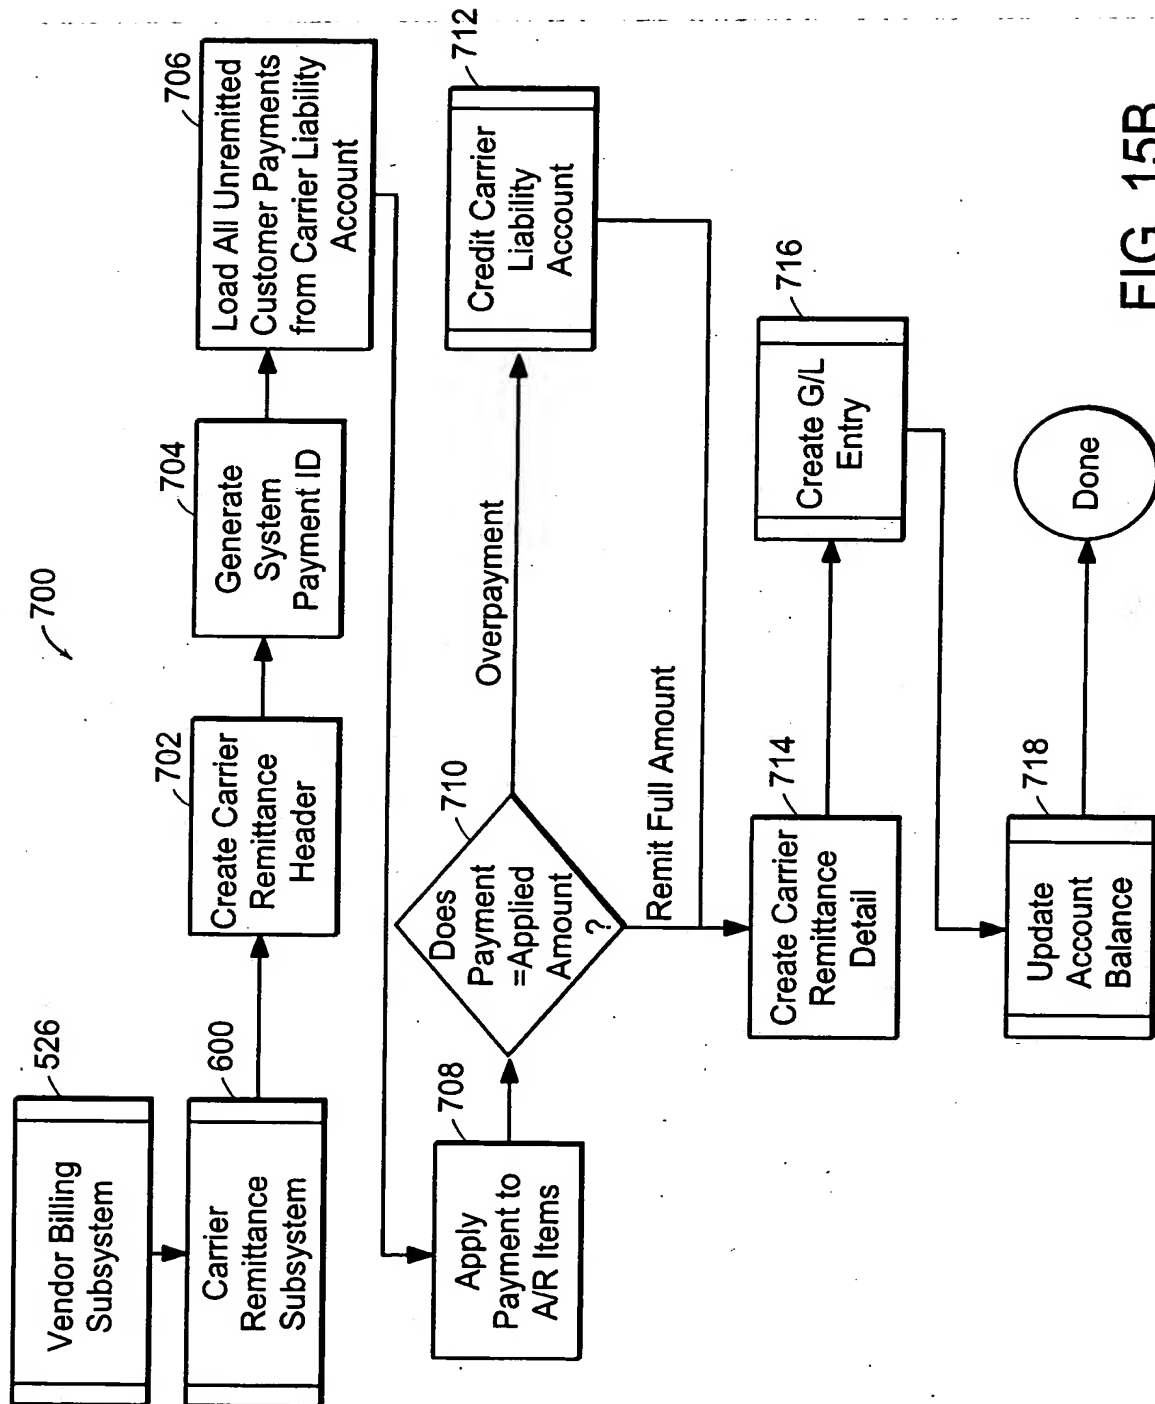 700
526
Vendor Billing
Subsystem
600
Carrier
Remittance
Subsystem
702
Create Carrier
Remittance
Header
704
Generate
System
Payment ID
706
Load All Unremitted
Customer Payments
from Carrier Liability
Account
708
Apply
Payment to
A/R Items
710
Does
Payment
=Applied
Amount
?
Overpayment
712
Credit Carrier
Liability
Account
Remit Full Amount
714
Create Carrier
Remittance
Detail
716
Create G/L
Entry
718
Update
Account
Balance
Done
FIG. 15B